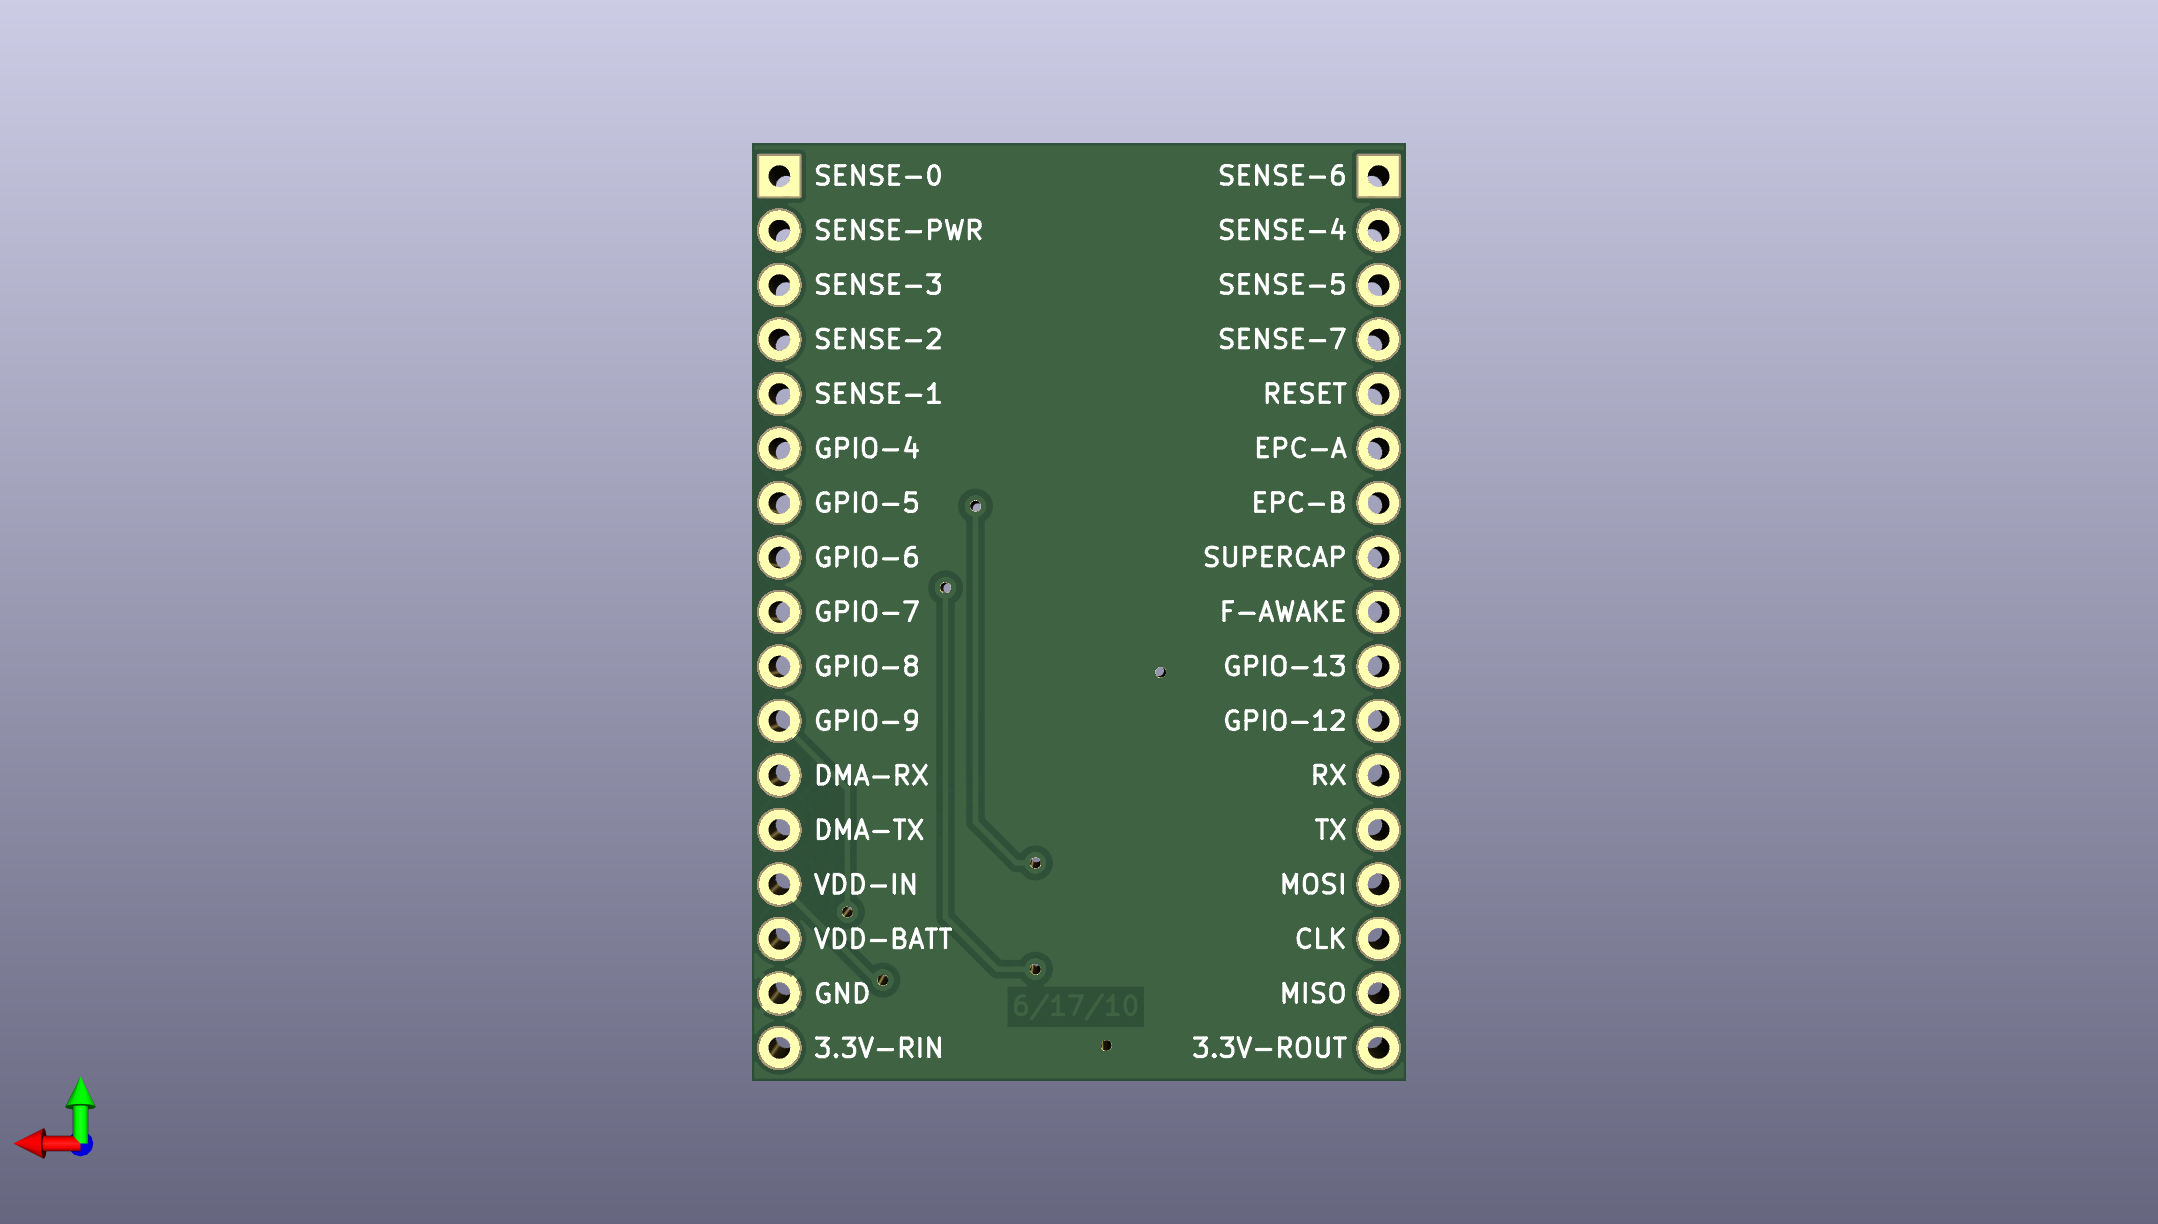 SENSE-0 SENSE-6
SENSE-PWR SENSE-4
SENSE-3 SENSE-5
SENSE-2 SENSE-7
SENSE-1 RESET
GPIO-4 EPC-A
GPIO-5 EPC-B
GPIO-6 SUPERCAP
GPIO-7 F-AWAKE
GPIO-8 GPIO-13
GPIO-9 GPIO-12
DMA-RX RX
DMA-TX TX
VDD-IN MOSI
VDD-BATT CLK
GND MISO
6/17/10
3.3V-RIN 3.3V-ROUT